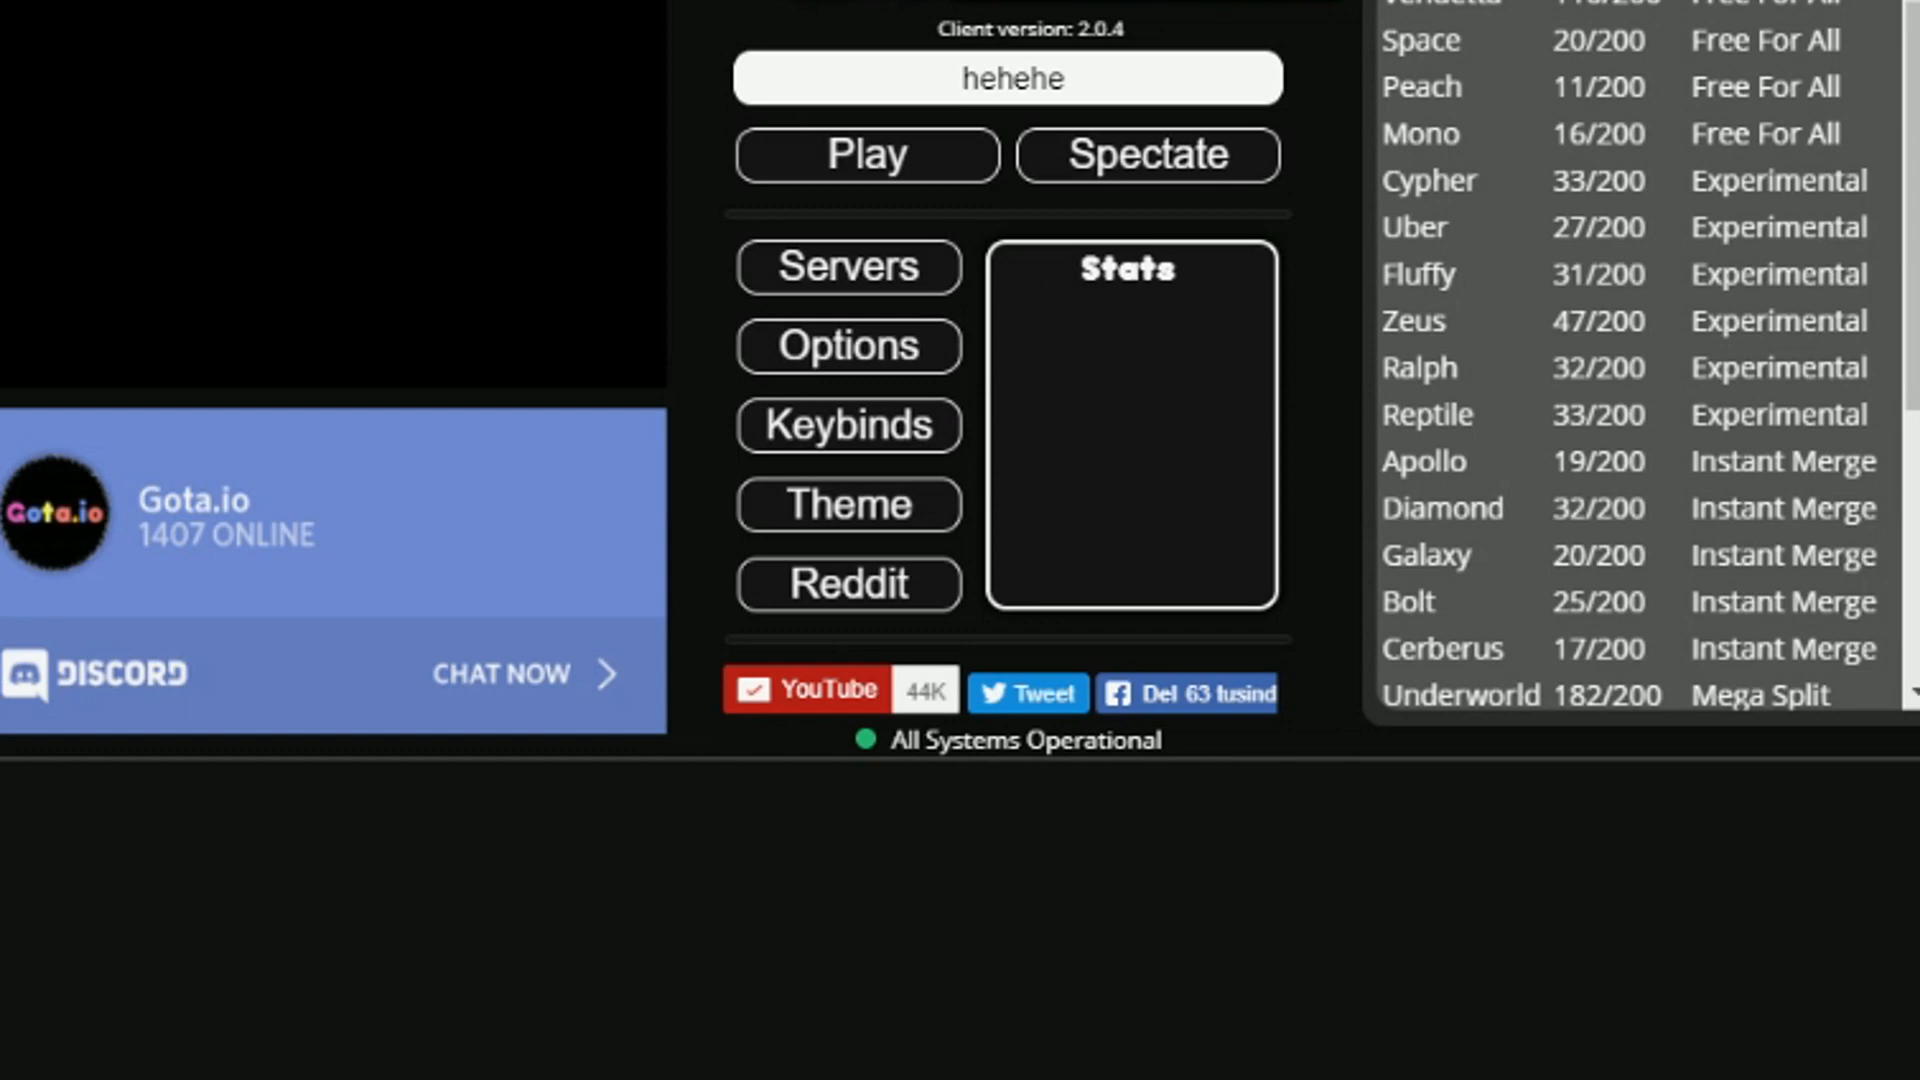 Client version: 2.0.4
hehehe
Play
Spectate
Servers
Options
Keybinds
Theme
Reddit
Stats
Gota.io
Gota.io
1407 ONLINE
DISCORD
CHAT NOW
YouTube 44K
Tweet
Del 63 tusind
All Systems Operational
Free For All
Space 20/200 Free For All
Peach 11/200 Free For All
Mono 16/200 Free For All
Cypher 33/200 Experimental
Uber 27/200 Experimental
Fluffy 31/200 Experimental
Zeus 47/200 Experimental
Ralph 32/200 Experimental
Reptile 33/200 Experimental
Apollo 19/200 Instant Merge
Diamond 32/200 Instant Merge
Galaxy 20/200 Instant Merge
Bolt 25/200 Instant Merge
Cerberus 17/200 Instant Merge
Underworld 182/200 Mega Split